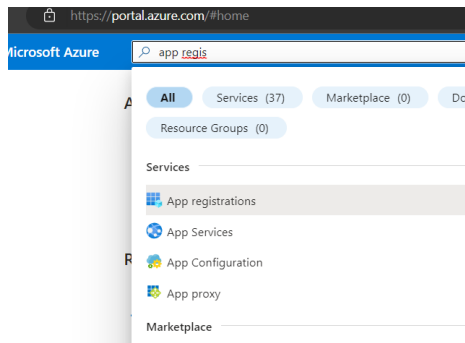 https://portal.azure.com/#home
Microsoft Azure
app regis
All Services (37) Marketplace (0)
Resource Groups (0)
Services
App registrations
App Services
App Configuration
App proxy
Marketplace